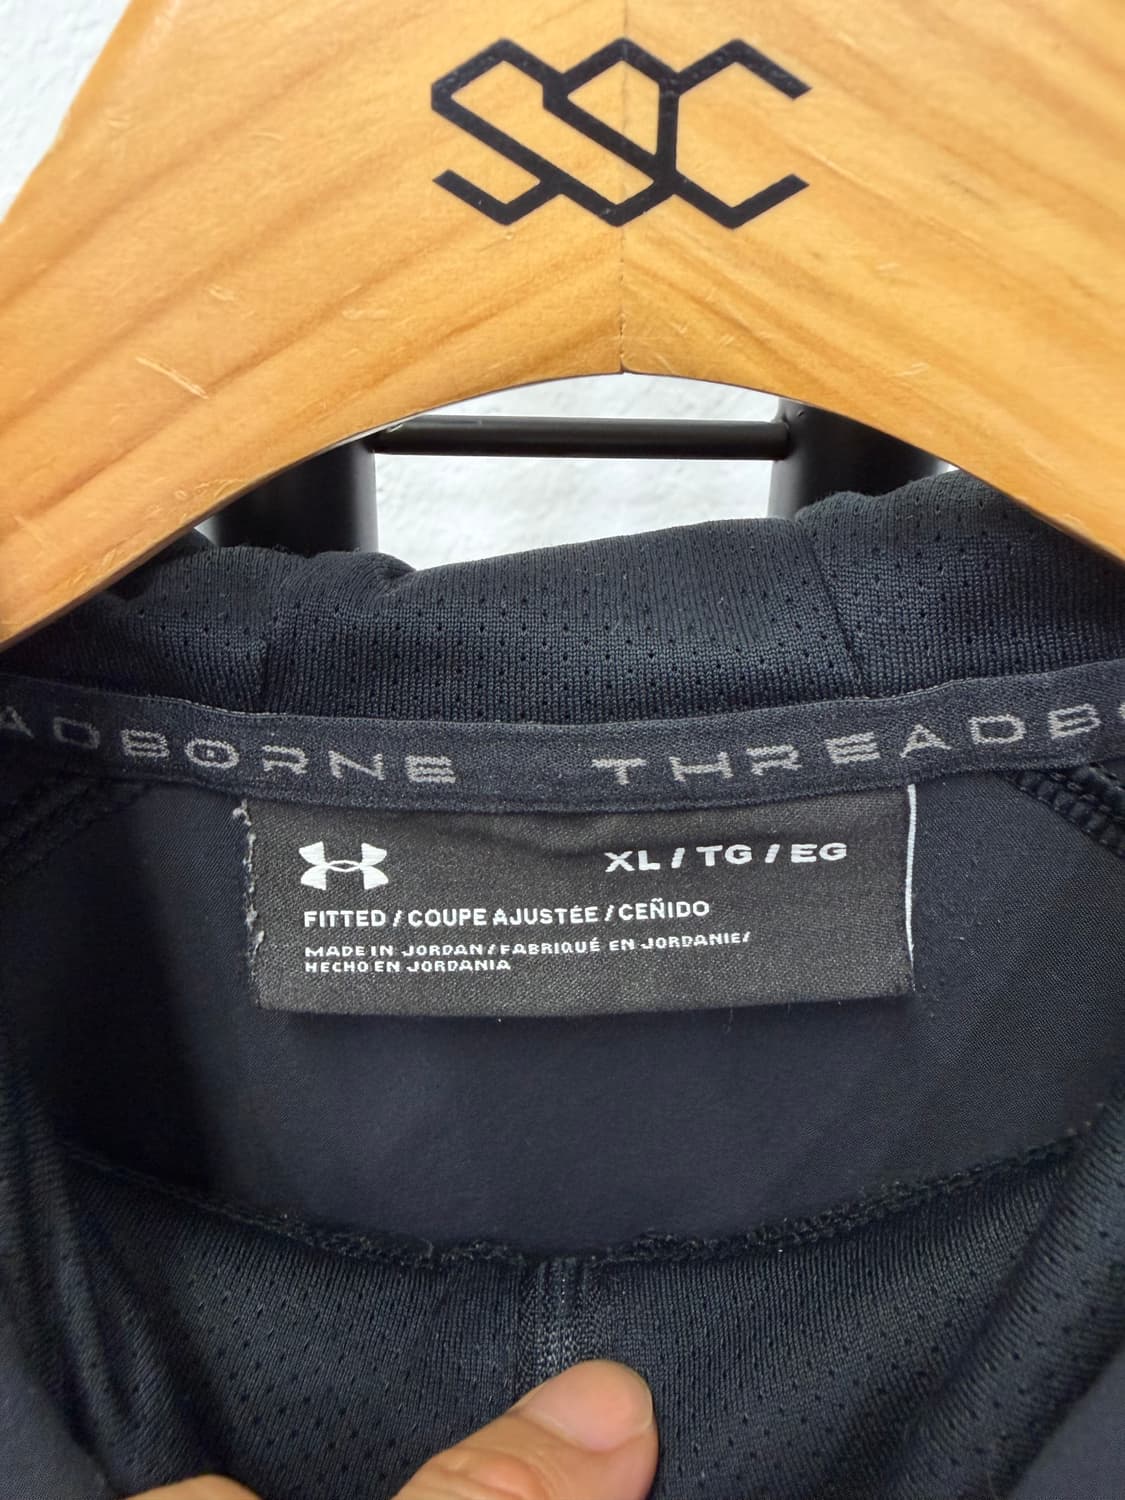 SSC
ADBORNE THREADB
XL / TG / EG
FITTED / COUPE AJUSTÉE / CEÑIDO
MADE IN JORDAN / FABRIQUÉ EN JORDANIE /
HECHO EN JORDANIA